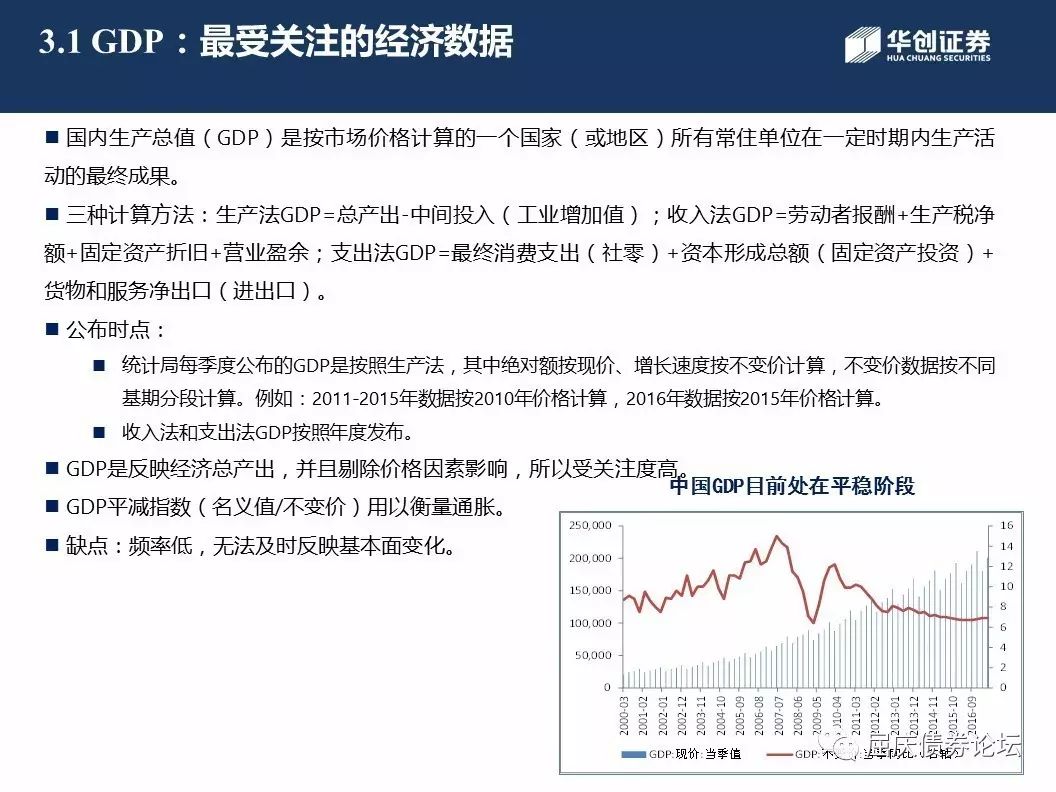 3.1 GDP：最受关注的经济数据
华创证券
HUA CHUANG SECURITIES
■ 国内生产总值（GDP）是按市场价格计算的一个国家（或地区）所有常住单位在一定时期内生产活
动的最终成果。
■ 三种计算方法：生产法GDP=总产出-中间投入（工业增加值）；收入法GDP=劳动者报酬+生产税净
额+固定资产折旧+营业盈余；支出法GDP=最终消费支出（社零）+资本形成总额（固定资产投资）+
货物和服务净出口（进出口）。
■ 公布时点：
■ 统计局每季度公布的GDP是按照生产法，其中绝对额按现价、增长速度按不变价计算，不变价数据按不同
基期分段计算。例如：2011-2015年数据按2010年价格计算，2016年数据按2015年价格计算。
■ 收入法和支出法GDP按照年度发布。
■ GDP是反映经济总产出，并且剔除价格因素影响，所以受关注度高。
■ GDP平减指数（名义值/不变价）用以衡量通胀。
■ 缺点：频率低，无法及时反映基本面变化。
中国GDP目前处在平稳阶段
250,000
200,000
150,000
100,000
50,000
0
16
14
12
10
8
6
4
2
0
2000-03
2001-02
2002-01
2002-12
2003-11
2004-10
2005-09
2006-08
2007-07
2008-06
2009-05
2010-04
2011-03
2012-02
2013-01
2013-12
2014-11
2015-10
2016-09
GDP:现价:当季值
GDP:不
屈庆债券论坛